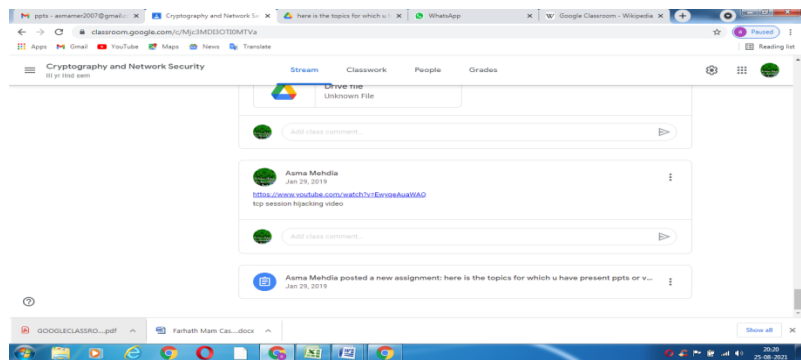 ppts - asmamer2007@gmail.c
Cryptography and Network Se
here is the topics for which u h
WhatsApp
Google Classroom - Wikipedia
classroom.google.com/c/Mjc3MDI3OTI0MTVa
Paused
Apps
Gmail
YouTube
Maps
News
Translate
Reading list
Cryptography and Network Security
III yr IInd sem
Stream
Classwork
People
Grades
Drive file
Unknown File
Add class comment...
Asma Mehdia
Jan 29, 2019
https://www.youtube.com/watch?v=EwyqeAuaWAQ
tcp session hijacking video
Add class comment...
Asma Mehdia posted a new assignment: here is the topics for which u have present ppts or v...
Jan 29, 2019
GOOGLECLASSRO....pdf
Farhath Mam Cas....docx
Show all
20:20
25-08-2021